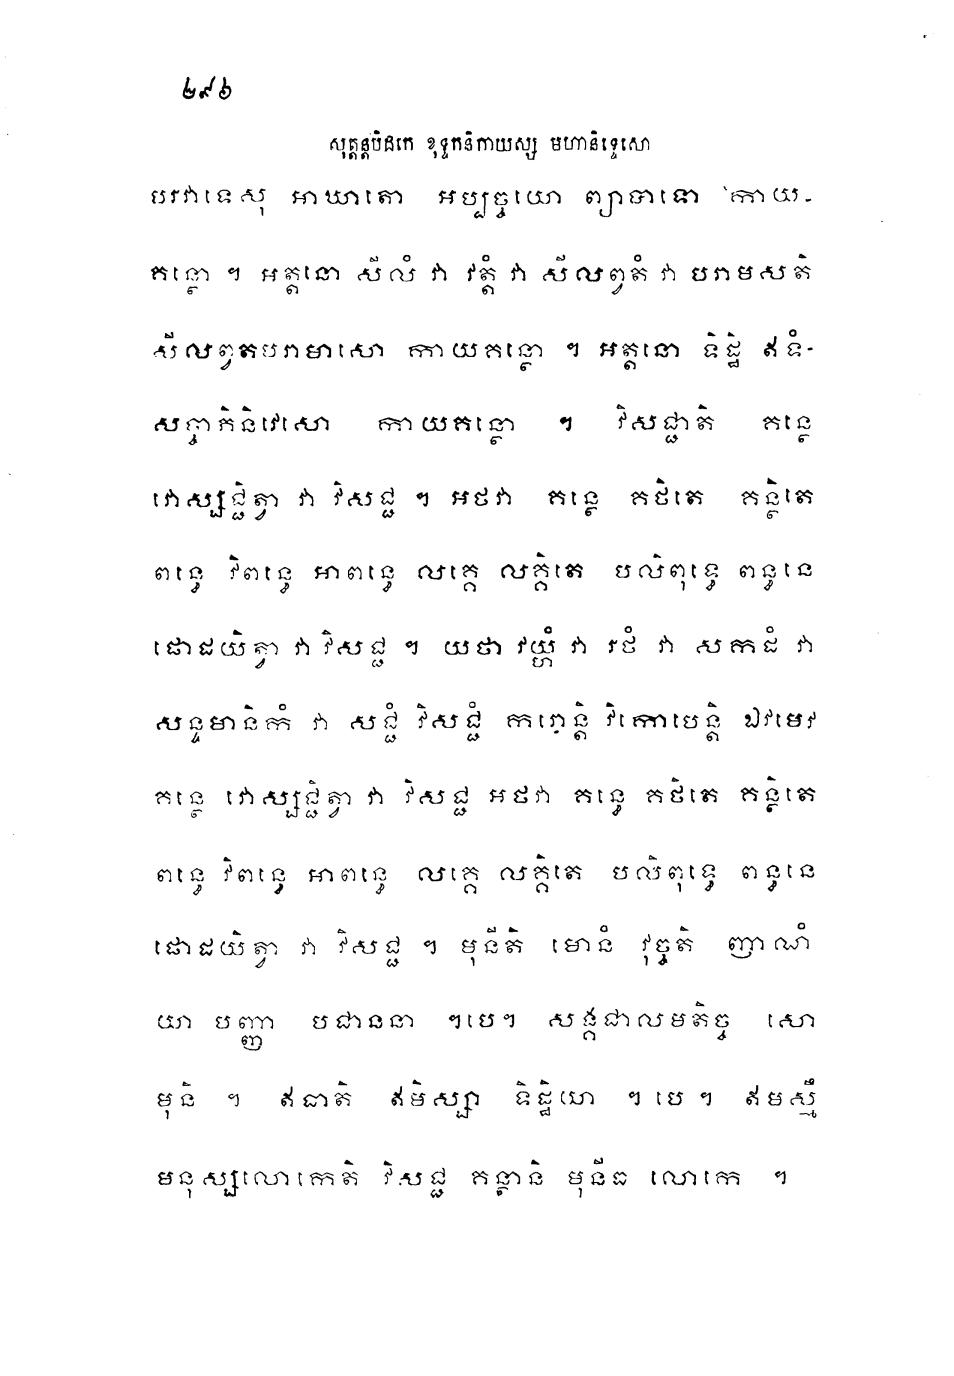 ២៩៦
សុត្តន្តបិដកេ ខុទ្ទកនិកាយស្ស មហានិទ្ទេសោ
បរវាទេសុ អាឃាតោ អប្បច្ចយោ ព្យាបាទោ កាយ-
គន្ថោ ។ អត្តនោ សីលំ វា វត្តំ វា សីលព្វតំ វា បរាមសតិ
សីលព្វតបរាមាសោ កាយគន្ថោ ។ អត្តនោ ទិដ្ឋិ ឥទំ-
សច្ចាភិនិវេសោ កាយគន្ថោ ។ វិសជ្ជាតិ គន្ថេ
វោស្សជ្ជិត្វា វា វិសជ្ជ ។ អថវា គន្ថេ គថិតេ គន្ថិតេ
ពន្ធេ វិពន្ធេ អាពន្ធេ លគ្គេ លគ្គិតេ បលិពុទ្ធេ ពន្ធនេ
ផោដយិត្វា វា វិសជ្ជ ។ យថា វយ្ហំ វា រថំ វា សកដំ វា
សន្ទមានិកំ វា សជ្ជំ វិសជ្ជំ ករោន្តិ វិកោបេន្តិ ឯវមេវ
គន្ថេ វោស្សជ្ជិត្វា វា វិសជ្ជ អថវា គន្ធេ គថិតេ គន្ថិតេ
ពន្ធេ វិពន្ធេ អាពន្ធេ លគ្គេ លគ្គិតេ បលិពុទ្ធេ ពន្ធនេ
ផោដយិត្វា វា វិសជ្ជ ។ មុនីតិ មោនំ វុច្ចតិ ញាណំ
យា បញ្ញា បជាននា ។បេ។ សង្គជាលមតិច្ច សោ
មុនិ ។ ឥធាតិ ឥមិស្សា ទិដ្ឋិយា ។ បេ ។ ឥមស្មឹ
មនុស្សលោកេតិ វិសជ្ជ គន្ថានិ មុនីធ លោកេ ។